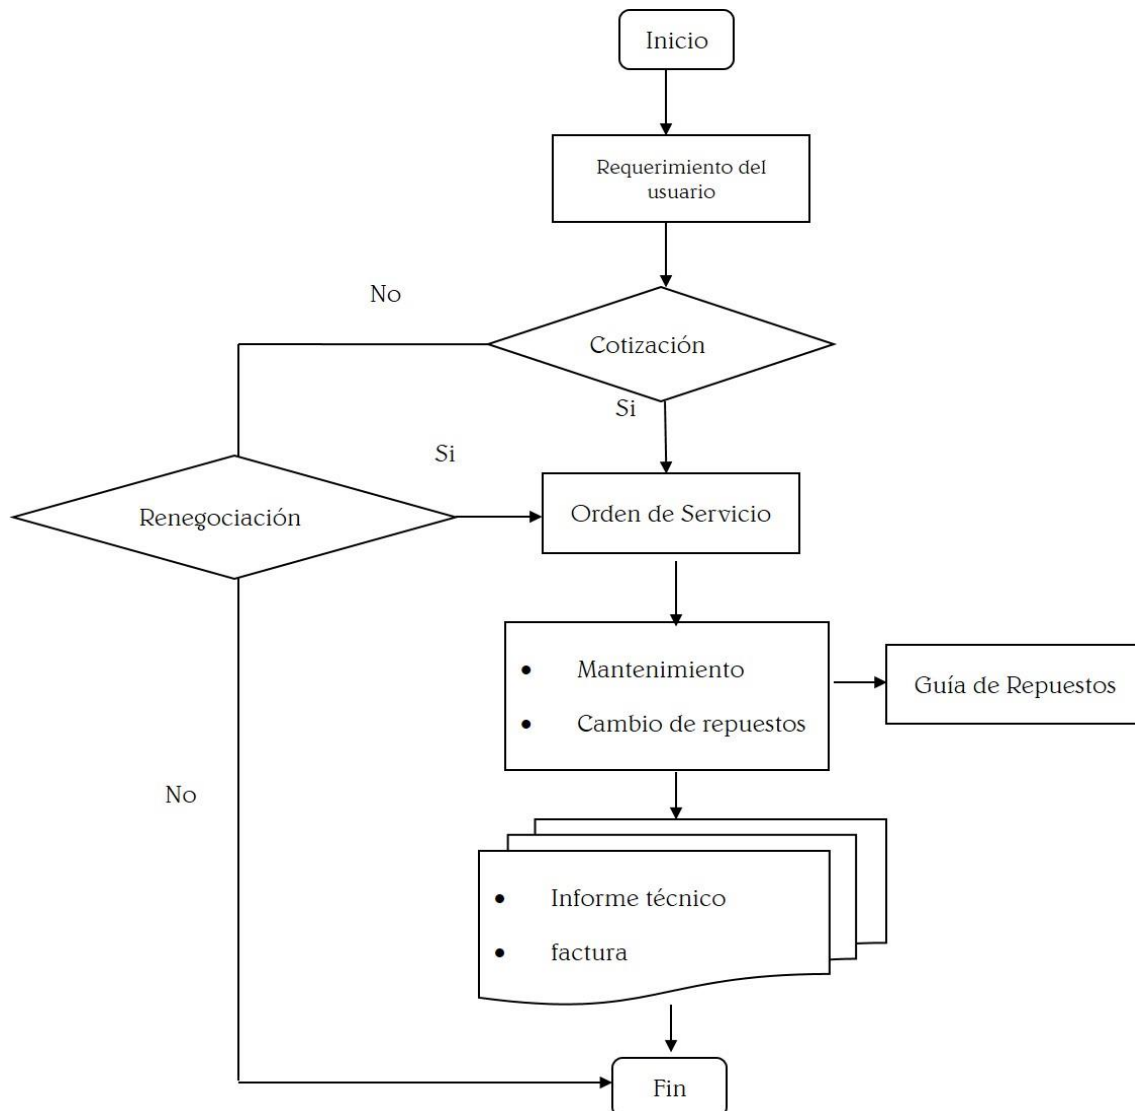 Inicio
Requerimiento del
usuario
No
Cotización
Si
Si
Renegociación
Orden de Servicio
• Mantenimiento
• Cambio de repuestos
Guía de Repuestos
No
• Informe técnico
• factura
Fin